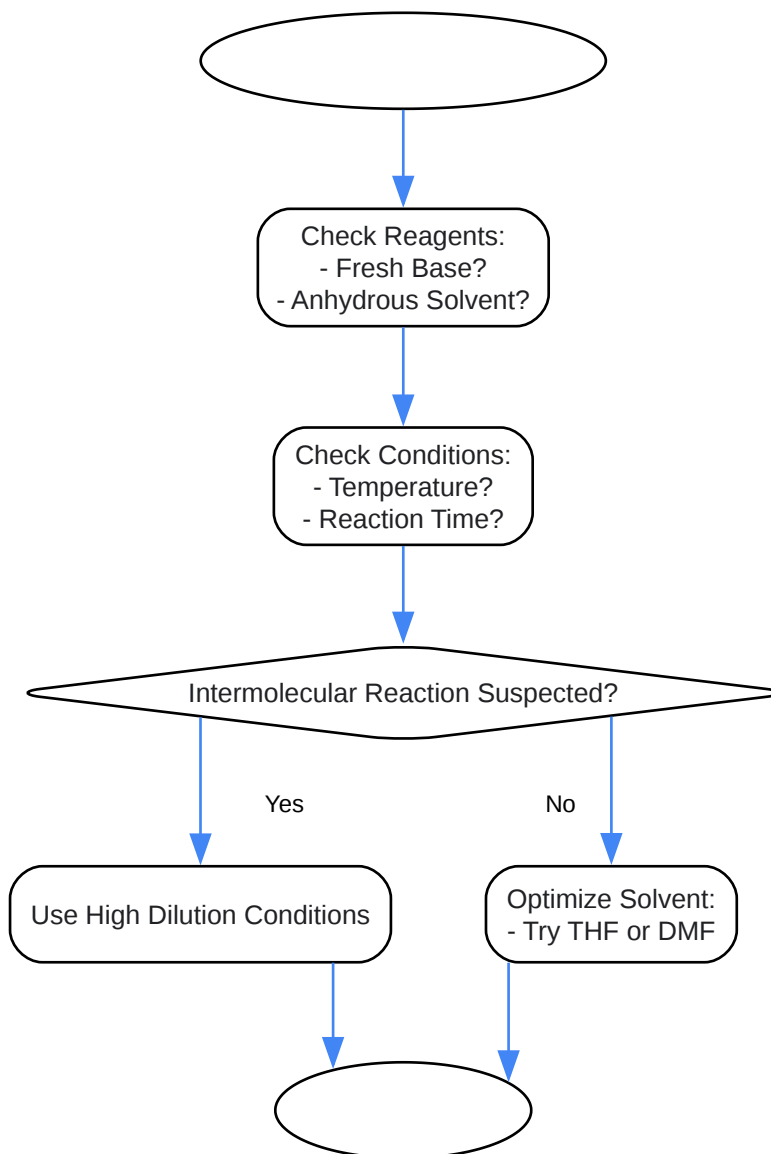 Check Reagents:
- Fresh Base?
- Anhydrous Solvent?
Check Conditions:
- Temperature?
- Reaction Time?
Intermolecular Reaction Suspected?
Yes
No
Use High Dilution Conditions
Optimize Solvent:
- Try THF or DMF